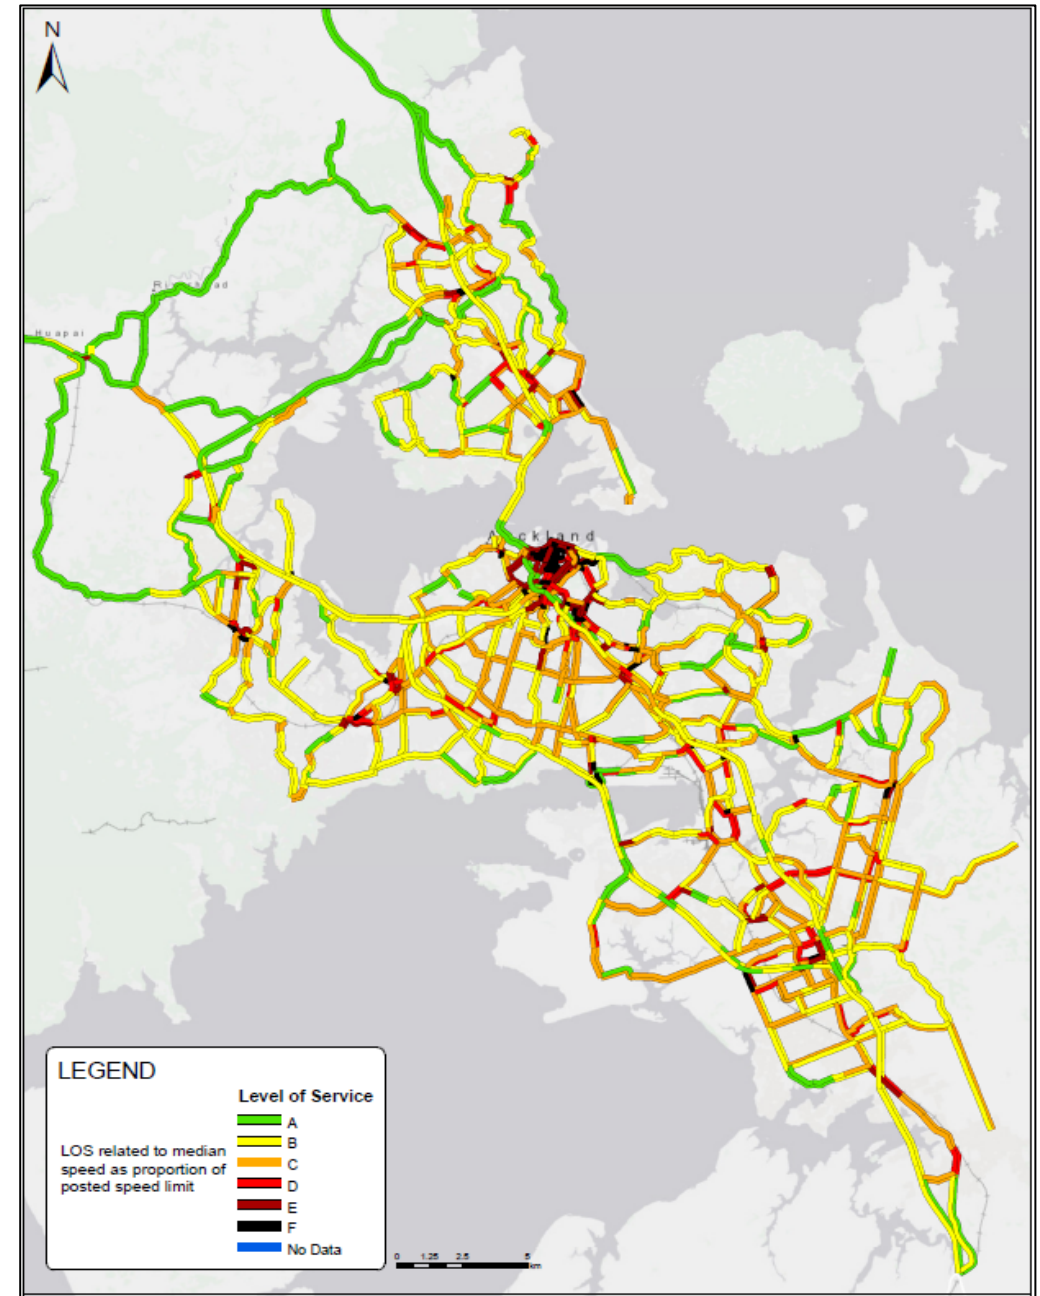 N
Huapai
Auckland
LEGEND
Level of Service
A
B
C
D
E
F
No Data
LOS related to median
speed as proportion of
posted speed limit
0 1.25 2.5 5
km